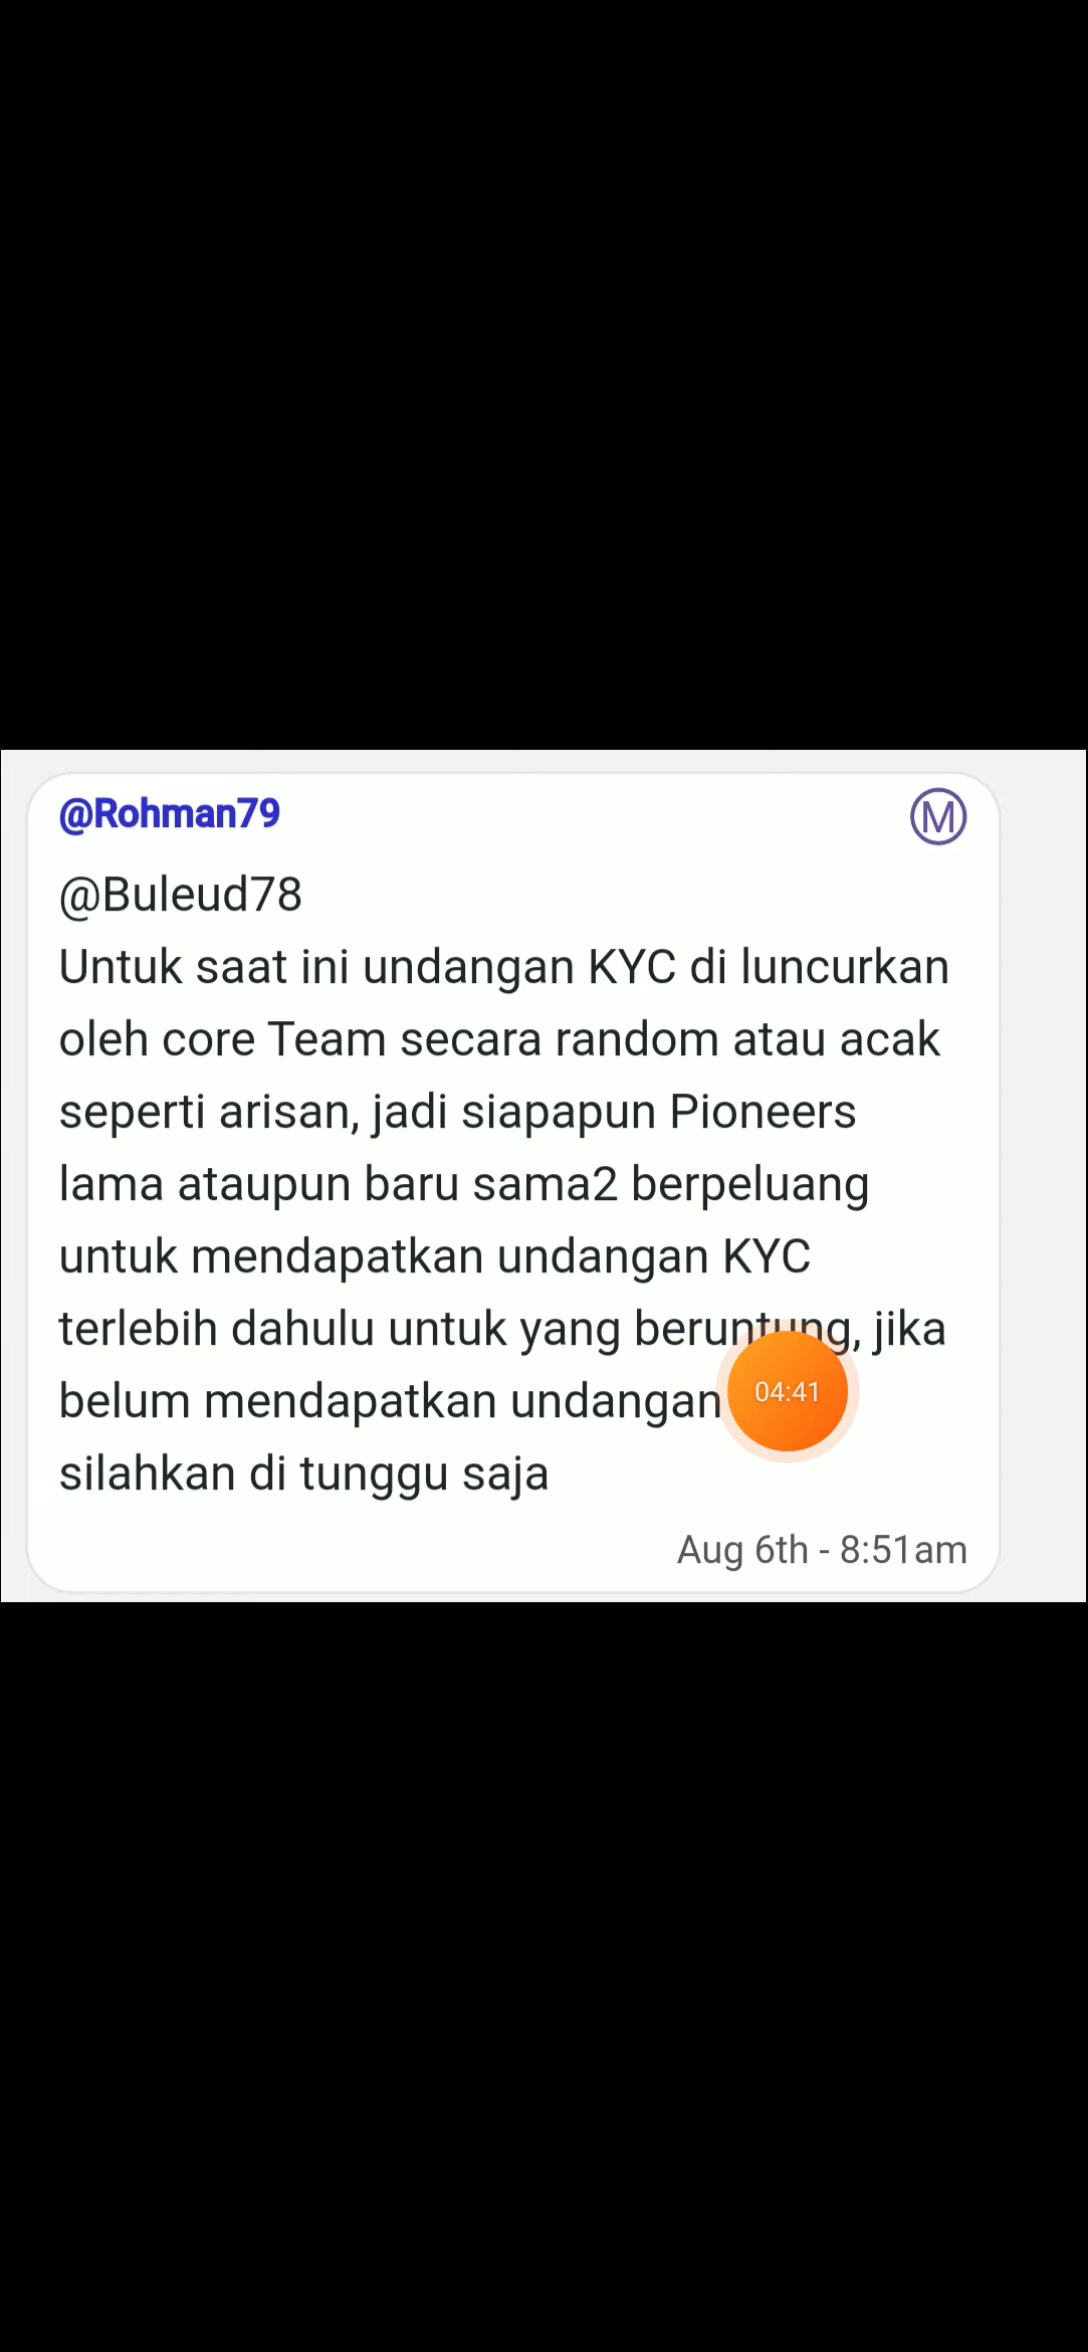 @Rohman79
M
@Buleud78
Untuk saat ini undangan KYC di luncurkan
oleh core Team secara random atau acak
seperti arisan, jadi siapapun Pioneers
lama ataupun baru sama2 berpeluang
untuk mendapatkan undangan KYC
terlebih dahulu untuk yang beruntung, jika
belum mendapatkan undangan
04:41
silahkan di tunggu saja
Aug 6th - 8:51am